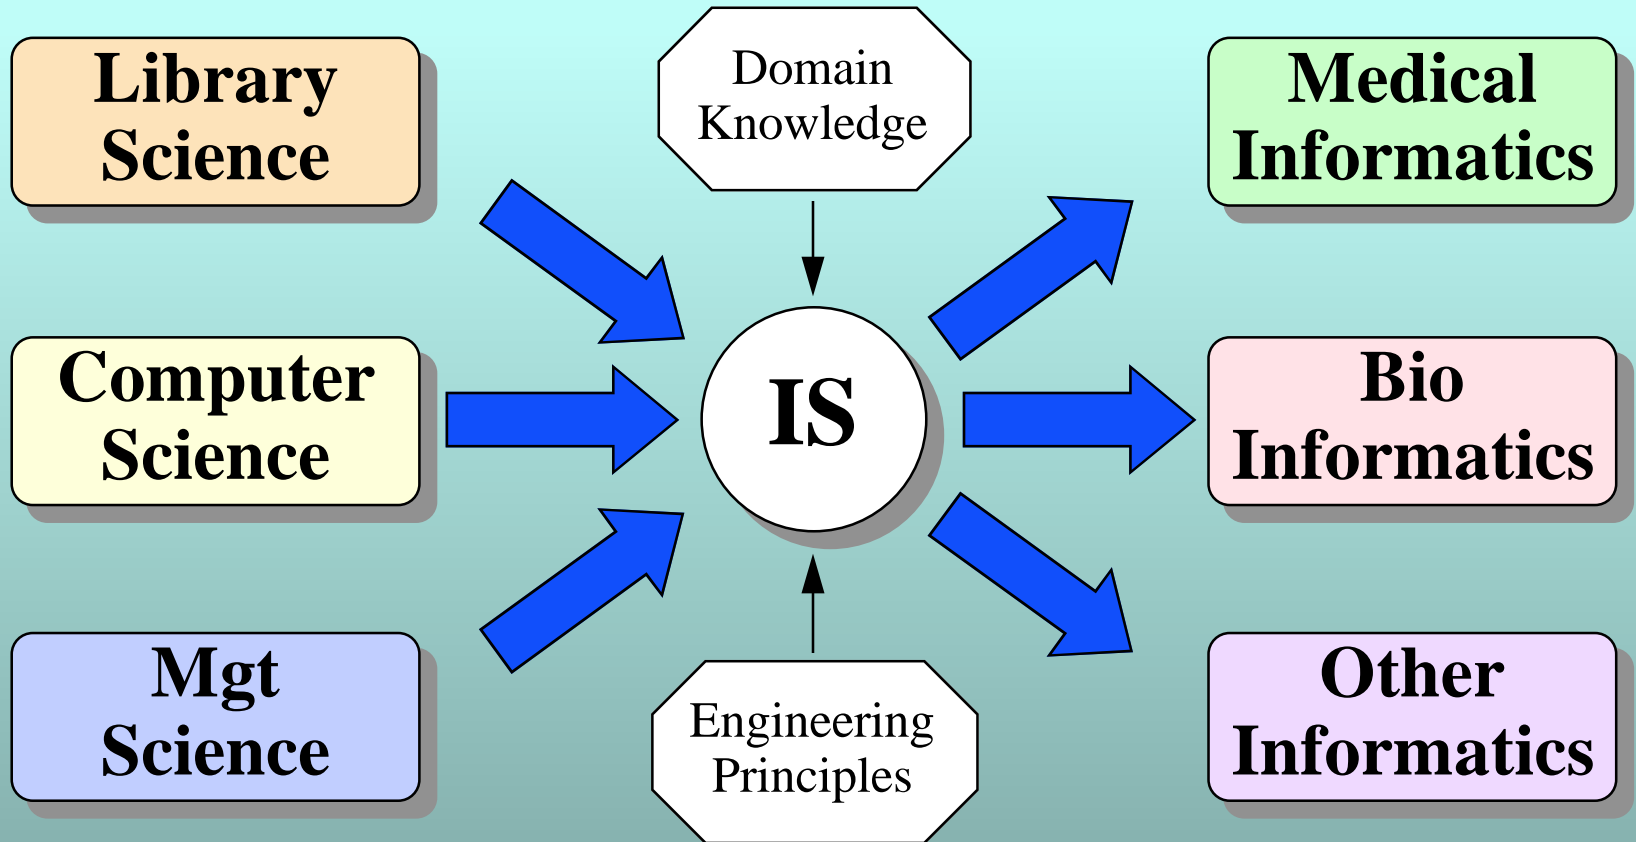 Library
Science
Domain
Knowledge
Medical
Informatics
Computer
Science
IS
Bio
Informatics
Mgt
Science
Engineering
Principles
Other
Informatics